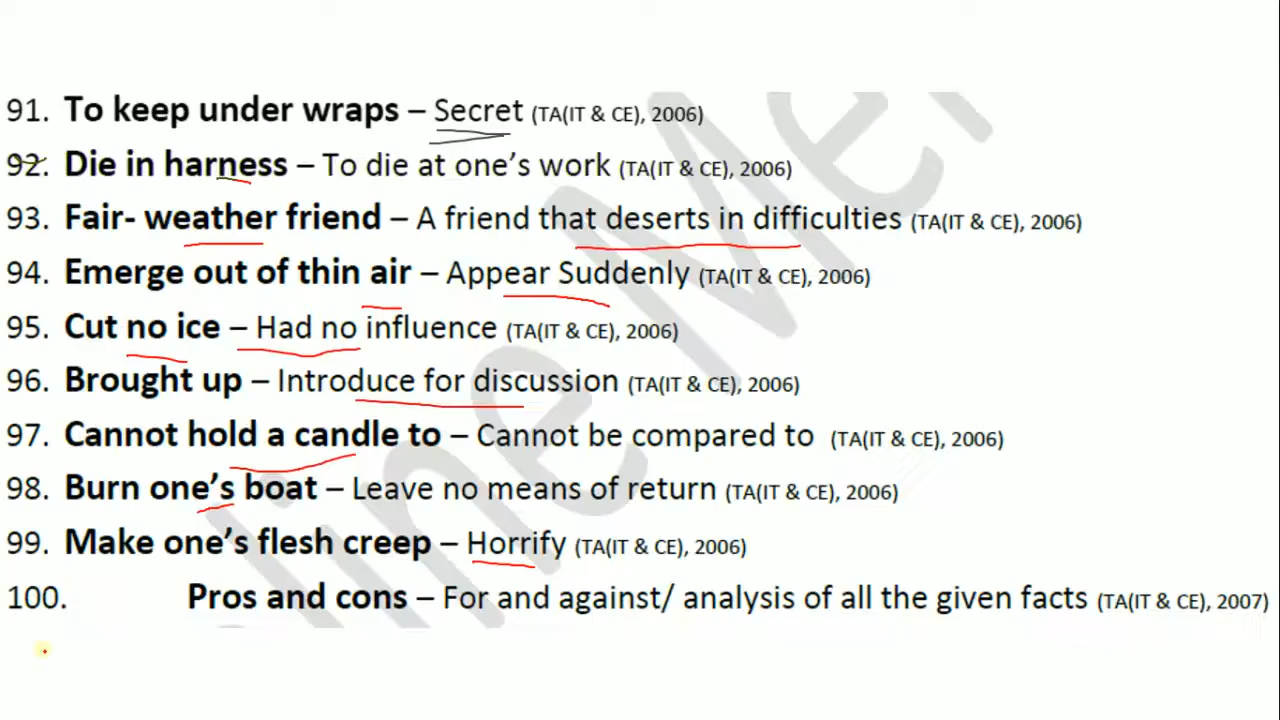 91. To keep under wraps – Secret (TA(IT & CE), 2006)
92. Die in harness – To die at one’s work (TA(IT & CE), 2006)
93. Fair- weather friend – A friend that deserts in difficulties (TA(IT & CE), 2006)
94. Emerge out of thin air – Appear Suddenly (TA(IT & CE), 2006)
95. Cut no ice – Had no influence (TA(IT & CE), 2006)
96. Brought up – Introduce for discussion (TA(IT & CE), 2006)
97. Cannot hold a candle to – Cannot be compared to (TA(IT & CE), 2006)
98. Burn one’s boat – Leave no means of return (TA(IT & CE), 2006)
99. Make one’s flesh creep – Horrify (TA(IT & CE), 2006)
100. Pros and cons – For and against/ analysis of all the given facts (TA(IT & CE), 2007)